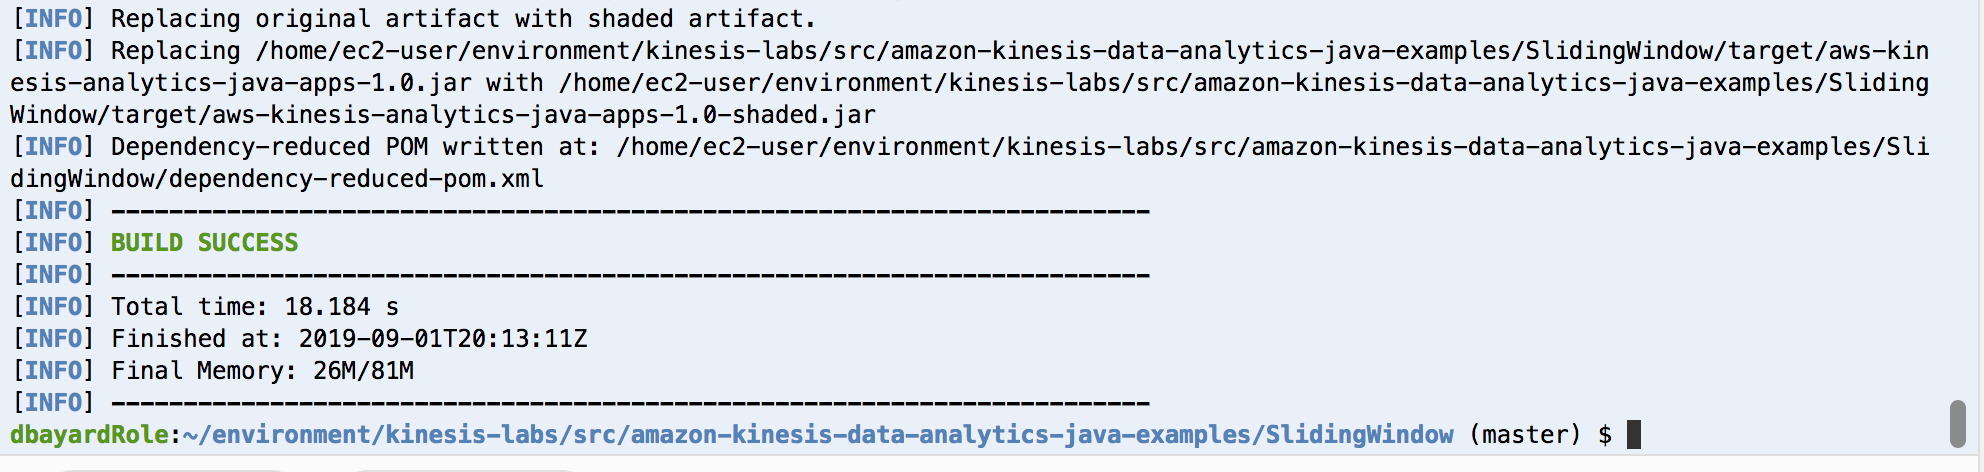 [INFO] Replacing original artifact with shaded artifact.
[INFO] Replacing /home/ec2-user/environment/kinesis-labs/src/amazon-kinesis-data-analytics-java-examples/SlidingWindow/target/aws-kin
esis-analytics-java-apps-1.0.jar with /home/ec2-user/environment/kinesis-labs/src/amazon-kinesis-data-analytics-java-examples/Sliding
Window/target/aws-kinesis-analytics-java-apps-1.0-shaded.jar
[INFO] Dependency-reduced POM written at: /home/ec2-user/environment/kinesis-labs/src/amazon-kinesis-data-analytics-java-examples/Sli
dingWindow/dependency-reduced-pom.xml
[INFO] ------------------------------------------------------------------------
[INFO] BUILD SUCCESS
[INFO] ------------------------------------------------------------------------
[INFO] Total time: 18.184 s
[INFO] Finished at: 2019-09-01T20:13:11Z
[INFO] Final Memory: 26M/81M
[INFO] ------------------------------------------------------------------------
dbayardRole:~/environment/kinesis-labs/src/amazon-kinesis-data-analytics-java-examples/SlidingWindow (master) $